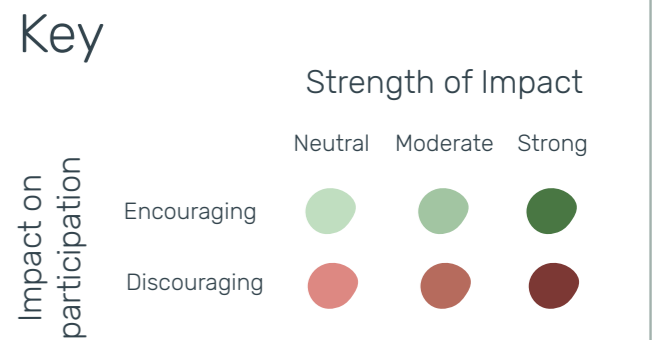 Key
Strength of Impact
Neutral Moderate Strong
Impact on
participation
Encouraging
Discouraging